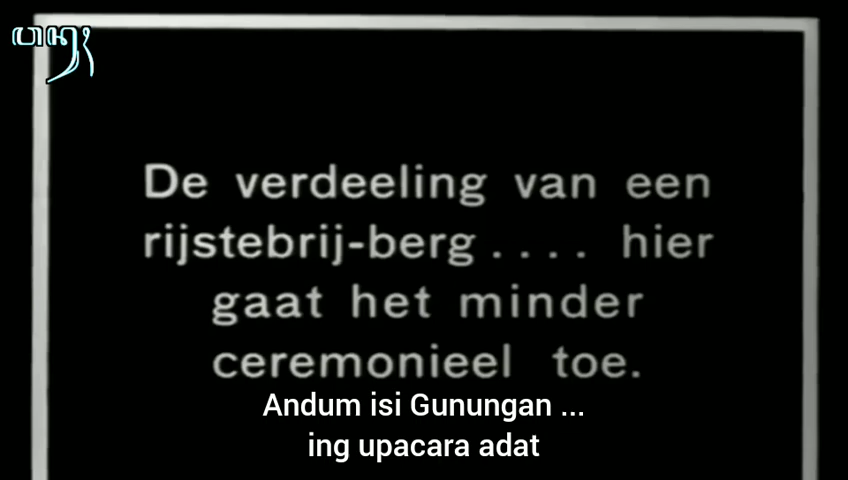 De verdeeling van een
rijstebrij-berg .... hier
gaat het minder
ceremonieel toe.
Andum isi Gunungan ...
ing upacara adat